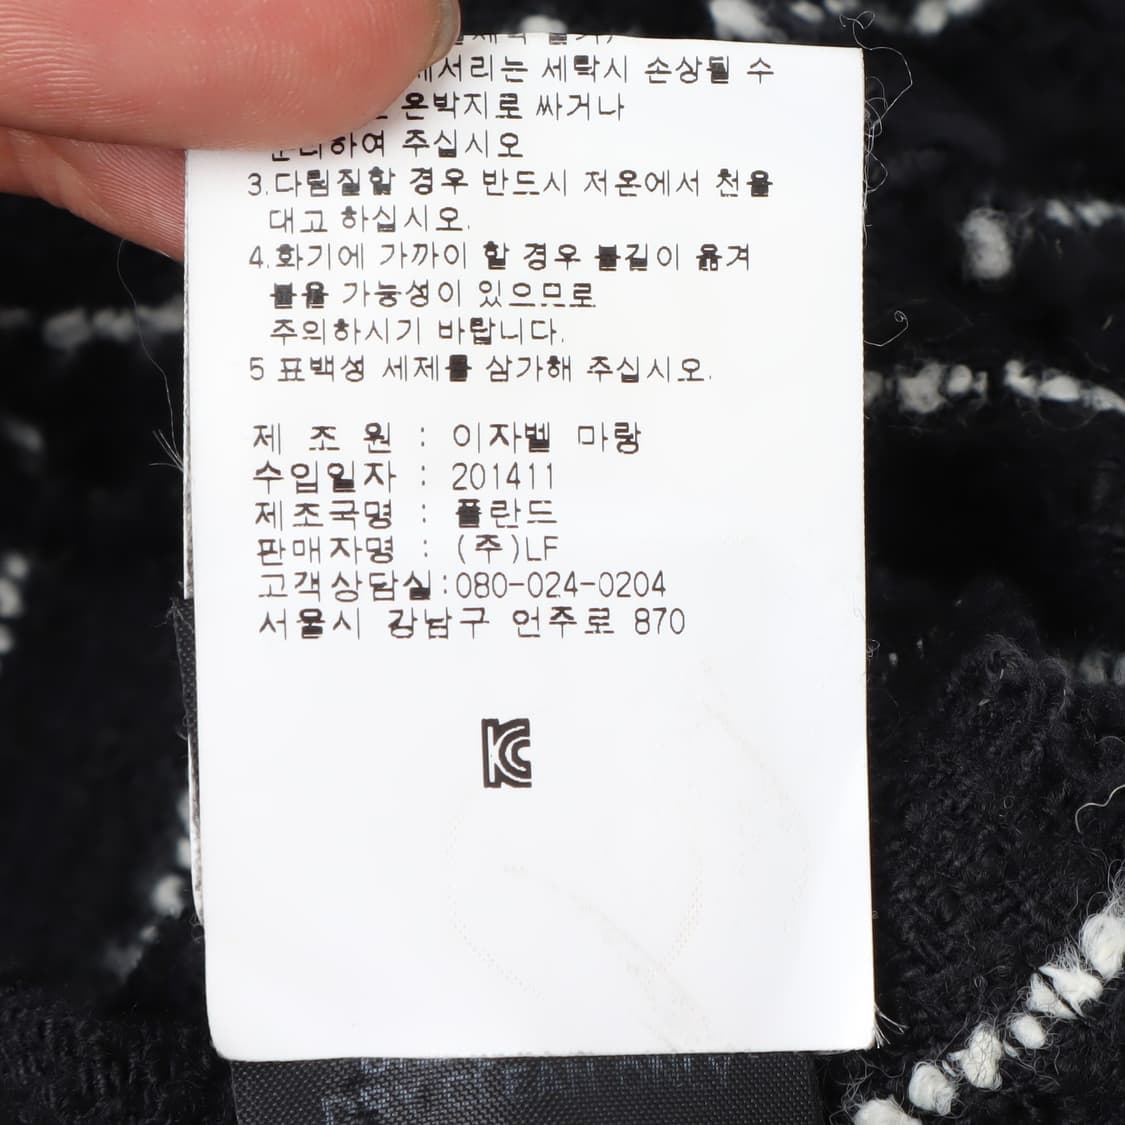 악세서리는 세탁시 손상될 수
은박지로 싸거나
분리하여 주십시오
3.다림질할 경우 반드시 저온에서 천을
대고 하십시오.
4.화기에 가까이 할 경우 불길이 옮겨
붙을 가능성이 있으므로
주의하시기 바랍니다.
5 표백성 세제를 삼가해 주십시오.
제 조 원 : 이자벨 마랑
수입일자 : 201411
제조국명 : 폴란드
판매자명 : (주)LF
고객상담실:080-024-0204
서울시 강남구 언주로 870
KC